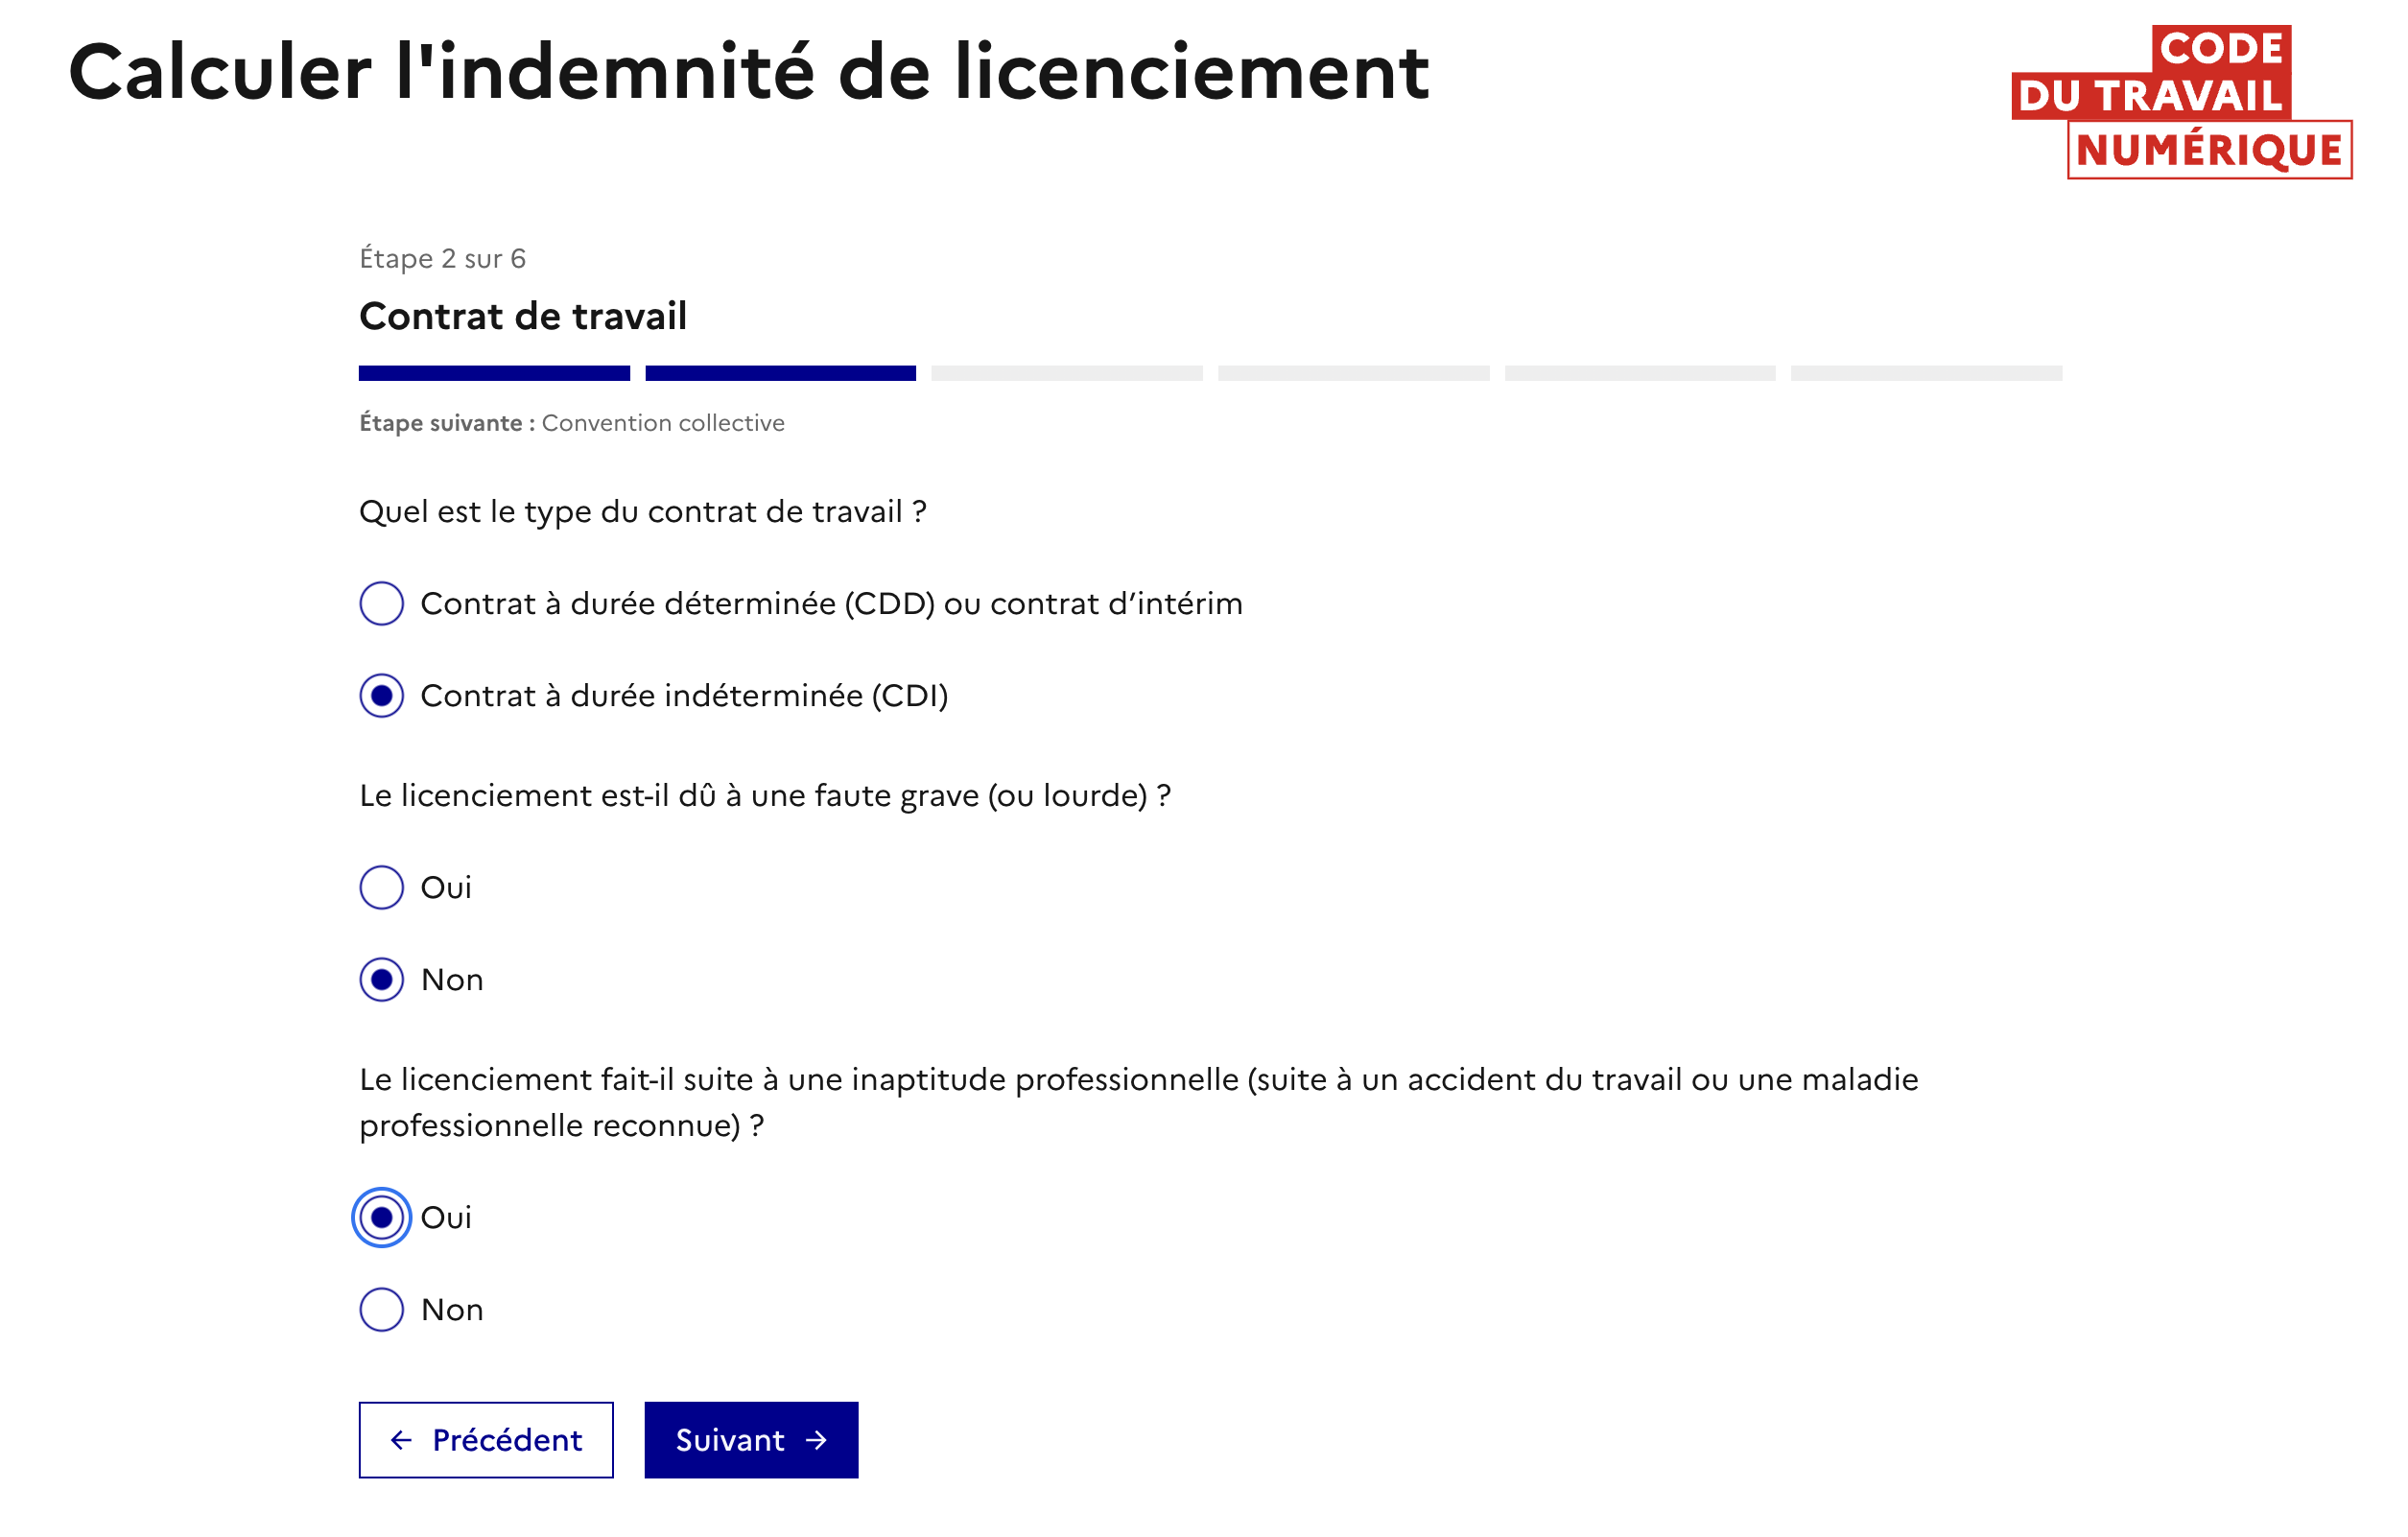 Calculer l'indemnité de licenciement
CODE
DU TRAVAIL
NUMÉRIQUE
Étape 2 sur 6
Contrat de travail
Étape suivante : Convention collective
Quel est le type du contrat de travail ?
Contrat à durée déterminée (CDD) ou contrat d’intérim
Contrat à durée indéterminée (CDI)
Le licenciement est-il dû à une faute grave (ou lourde) ?
Oui
Non
Le licenciement fait-il suite à une inaptitude professionnelle (suite à un accident du travail ou une maladie
professionnelle reconnue) ?
Oui
Non
← Précédent
Suivant →